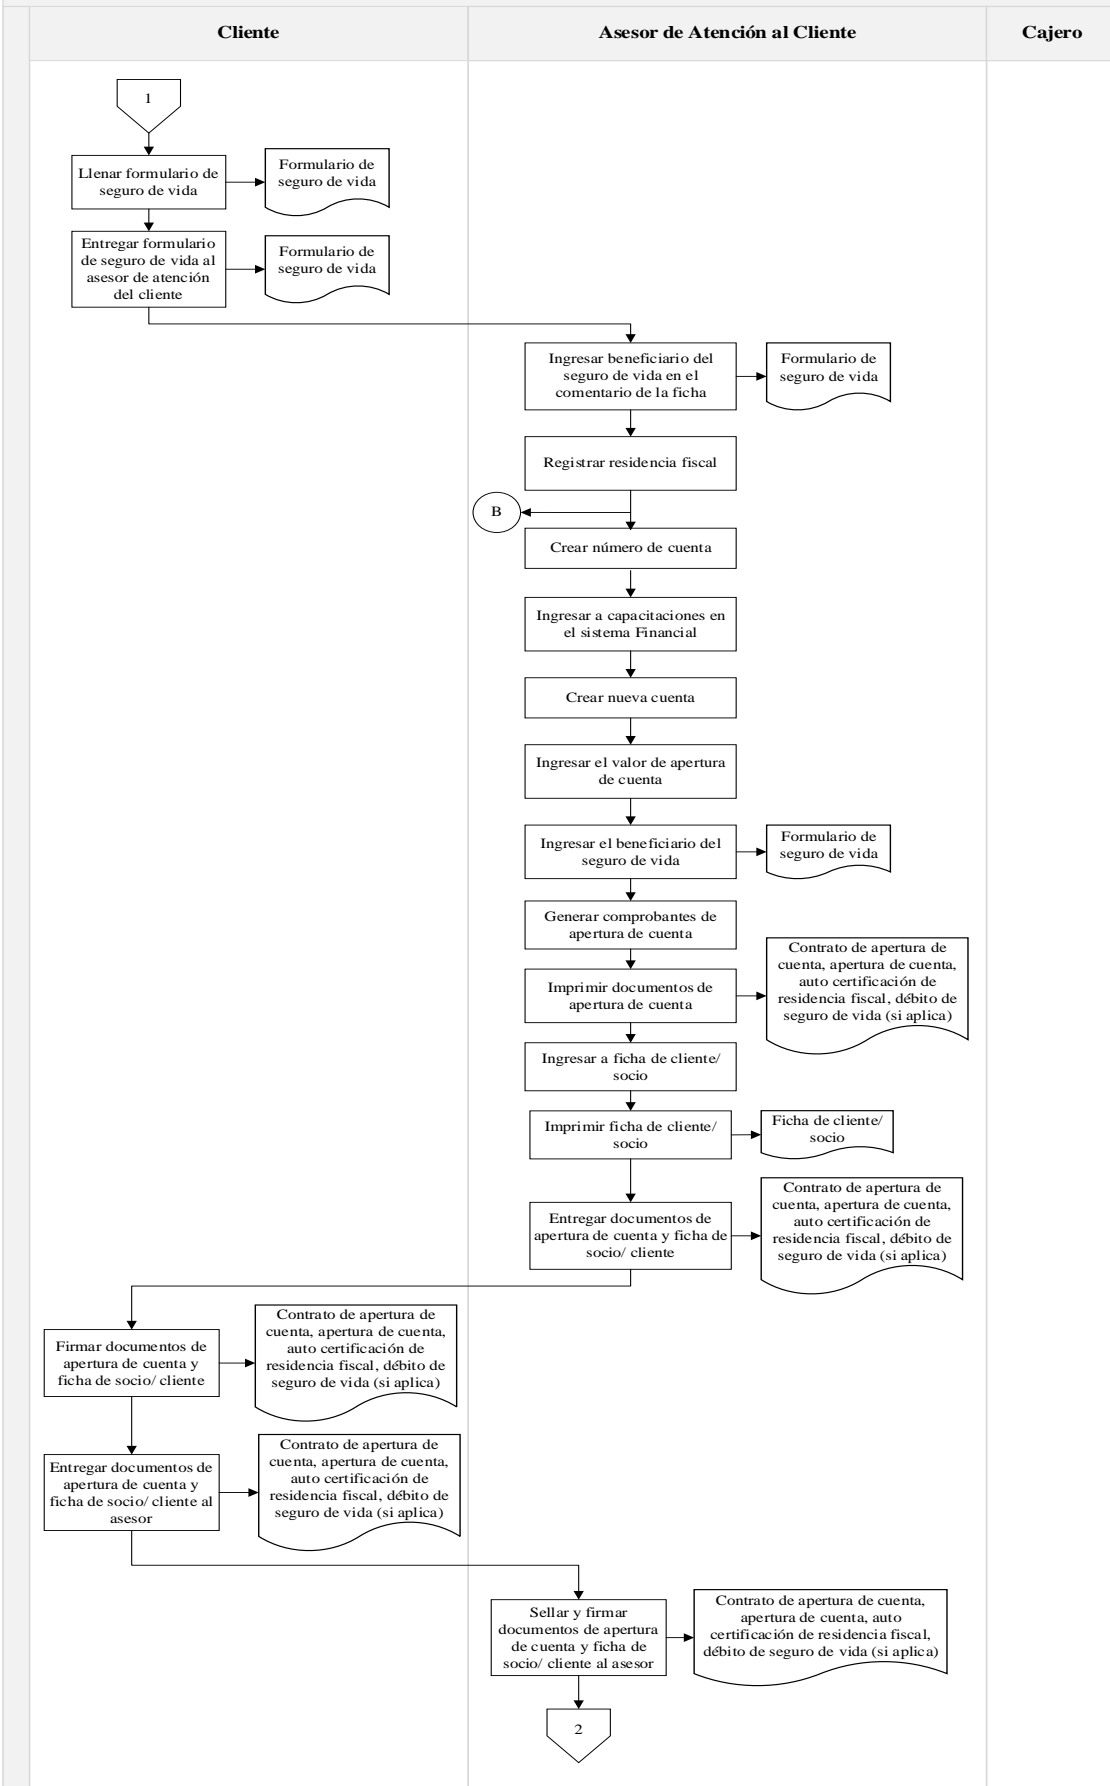 Cliente
Asesor de Atención al Cliente
Cajero
1
Llenar formulario de
seguro de vida
Formulario de
seguro de vida
Entregar formulario
de seguro de vida al
asesor de atención
del cliente
Formulario de
seguro de vida
Ingresar beneficiario del
seguro de vida en el
comentario de la ficha
Formulario de
seguro de vida
Registrar residencia fiscal
B
Crear número de cuenta
Ingresar a capacitaciones en
el sistema Financial
Crear nueva cuenta
Ingresar el valor de apertura
de cuenta
Ingresar el beneficiario del
seguro de vida
Formulario de
seguro de vida
Generar comprobantes de
apertura de cuenta
Imprimir documentos de
apertura de cuenta
Contrato de apertura de
cuenta, apertura de cuenta,
auto certificación de
residencia fiscal, débito de
seguro de vida (si aplica)
Ingresar a ficha de cliente/
socio
Imprimir ficha de cliente/
socio
Ficha de cliente/
socio
Entregar documentos de
apertura de cuenta y ficha de
socio/ cliente
Contrato de apertura de
cuenta, apertura de cuenta,
auto certificación de
residencia fiscal, débito de
seguro de vida (si aplica)
Firmar documentos de
apertura de cuenta y
ficha de socio/ cliente
Contrato de apertura de
cuenta, apertura de cuenta,
auto certificación de
residencia fiscal, débito de
seguro de vida (si aplica)
Entregar documentos de
apertura de cuenta y
ficha de socio/ cliente al
asesor
Contrato de apertura de
cuenta, apertura de cuenta,
auto certificación de
residencia fiscal, débito de
seguro de vida (si aplica)
Sellar y firmar
documentos de apertura
de cuenta y ficha de
socio/ cliente al asesor
Contrato de apertura de cuenta,
apertura de cuenta, auto
certificación de residencia fiscal,
débito de seguro de vida (si aplica)
2